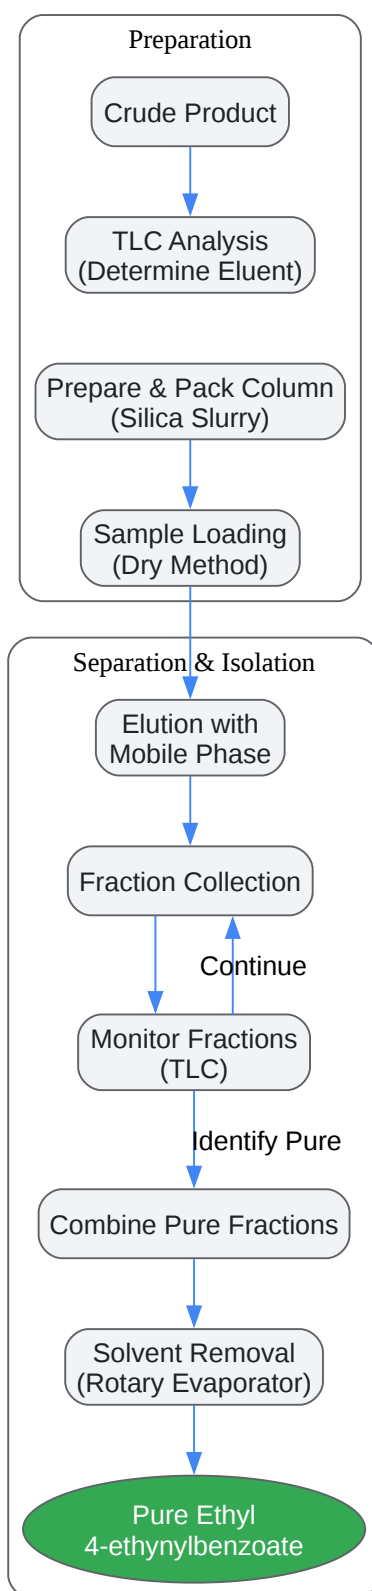 Preparation
Crude Product
TLC Analysis
(Determine Eluent)
Prepare & Pack Column
(Silica Slurry)
Sample Loading
(Dry Method)
Separation & Isolation
Elution with
Mobile Phase
Fraction Collection
Continue
Monitor Fractions
(TLC)
Identify Pure
Combine Pure Fractions
Solvent Removal
(Rotary Evaporator)
Pure Ethyl
4-ethynylbenzoate